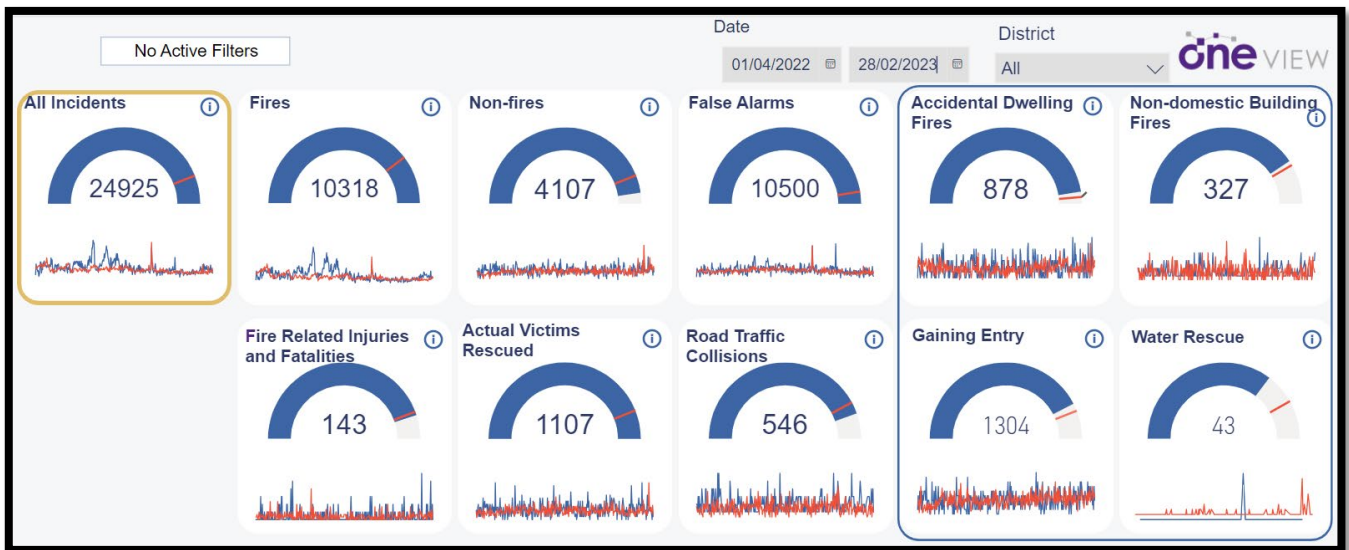 No Active Filters
Date
01/04/2022
28/02/2023
District
All
one VIEW
All Incidents
24925
Fires
10318
Non-fires
4107
False Alarms
10500
Accidental Dwelling
Fires
878
Non-domestic Building
Fires
327
Fire Related Injuries
and Fatalities
143
Actual Victims
Rescued
1107
Road Traffic
Collisions
546
Gaining Entry
1304
Water Rescue
43